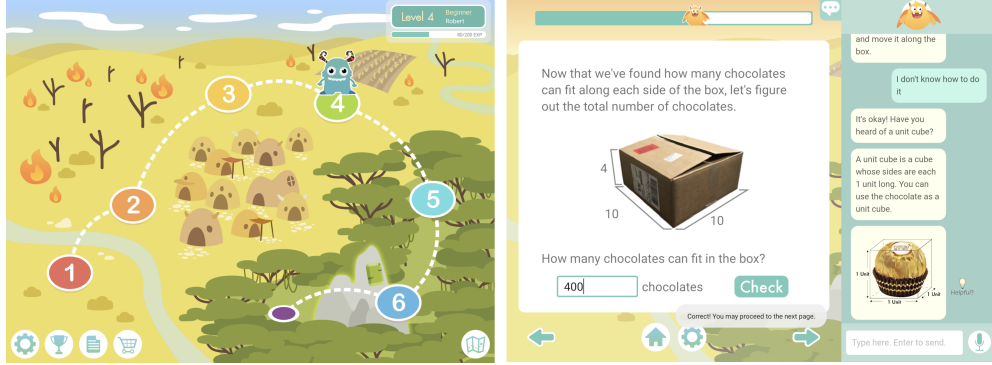 Level 4
Beginner
Robert
90/200 EXP
3
4
2
5
1
6
Now that we've found how many chocolates
can fit along each side of the box, let's figure
out the total number of chocolates.
4
10
10
How many chocolates can fit in the box?
400
chocolates
Check
Correct! You may proceed to the next page.
and move it along the
box.
I don't know how to do
it
It's okay! Have you
heard of a unit cube?
A unit cube is a cube
whose sides are each
1 unit long. You can
use the chocolate as a
unit cube.
1 Unit
1 Unit
1 Unit
Helpful?
Type here. Enter to send.